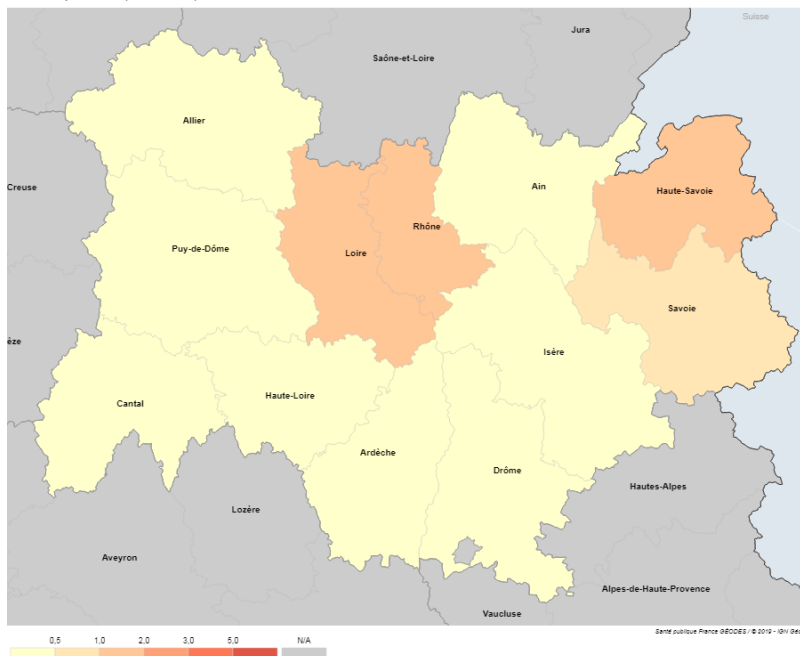 Suisse
Jura
Saône-et-Loire
Allier
Creuse
Ain
Haute-Savoie
Rhône
Puy-de-Dôme
Loire
Savoie
èze
Isère
Cantal
Haute-Loire
Ardèche
Drôme
Hautes-Alpes
Lozère
Aveyron
Alpes-de-Haute-Provence
Vaucluse
Santé publique France GÉODES / © 2019 - IGN Géo
0,5 1,0 2,0 3,0 5,0 N/A